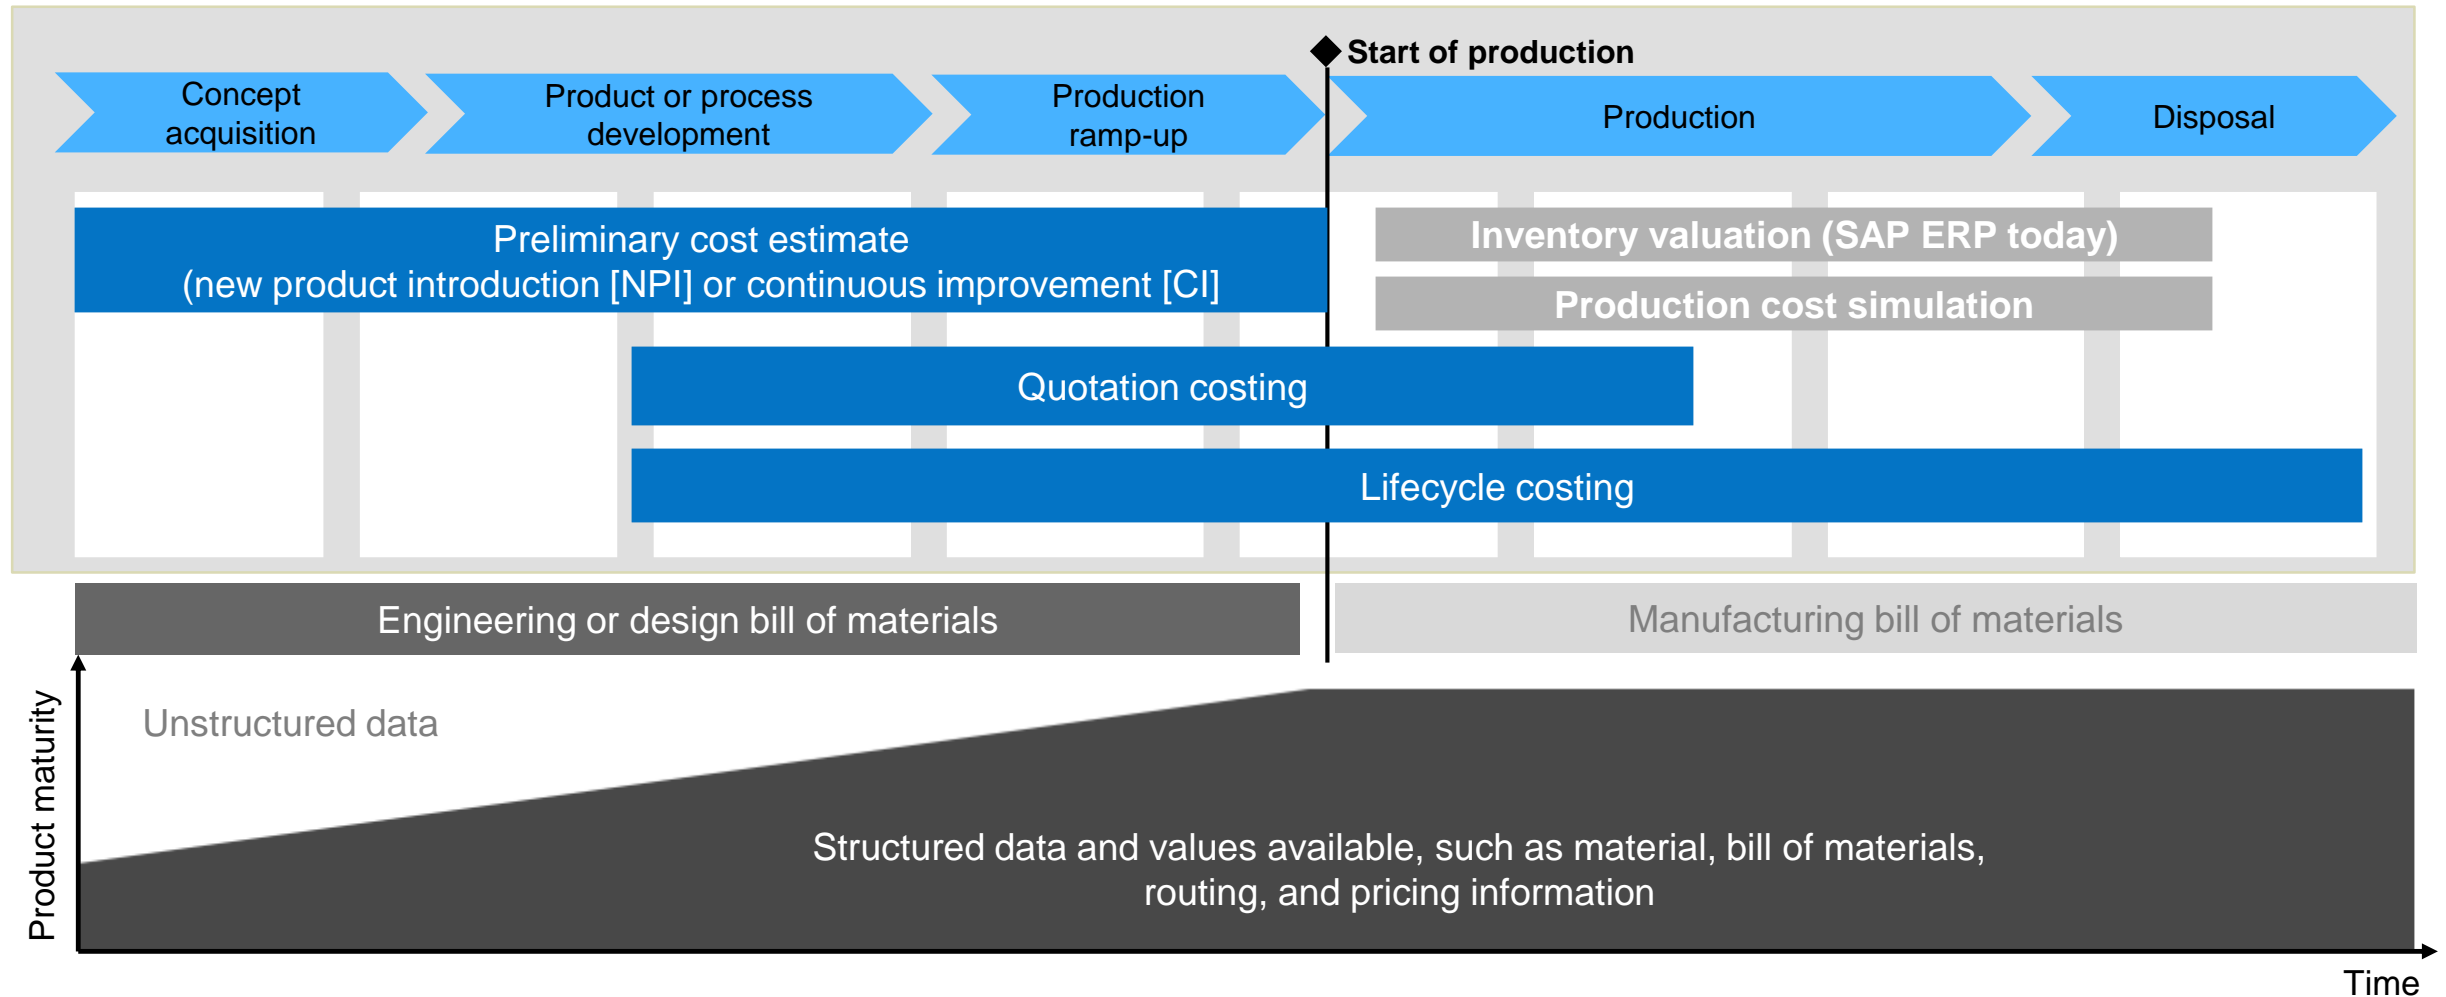 Start of production
Concept
acquisition
Product or process
development
Production
ramp-up
Production
Disposal
Preliminary cost estimate
(new product introduction [NPI] or continuous improvement [CI]
Inventory valuation (SAP ERP today)
Production cost simulation
Quotation costing
Lifecycle costing
Engineering or design bill of materials
Manufacturing bill of materials
Product maturity
Unstructured data
Structured data and values available, such as material, bill of materials,
routing, and pricing information
Time